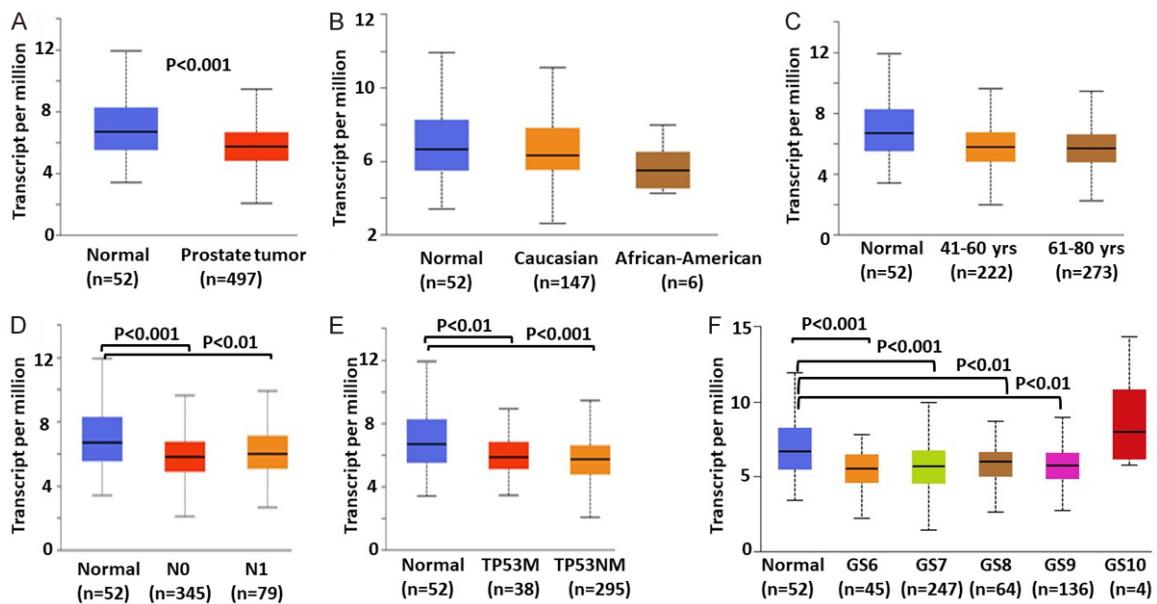 A
Transcript per million
12
8
4
0
P<0.001
Normal
(n=52)
Prostate tumor
(n=497)
B
Transcript per million
12
10
6
2
Normal
(n=52)
Caucasian
(n=147)
African-American
(n=6)
C
Transcript per million
12
8
4
0
Normal
(n=52)
41-60 yrs
(n=222)
61-80 yrs
(n=273)
D
Transcript per million
12
8
4
0
P<0.001
P<0.01
Normal
(n=52)
N0
(n=345)
N1
(n=79)
E
Transcript per million
12
8
4
0
P<0.01
P<0.001
Normal
(n=52)
TP53M
(n=38)
TP53NM
(n=295)
F
Transcript per million
15
10
5
0
P<0.001
P<0.001
P<0.01
P<0.01
Normal
(n=52)
GS6
(n=45)
GS7
(n=247)
GS8
(n=64)
GS9
(n=136)
GS10
(n=4)